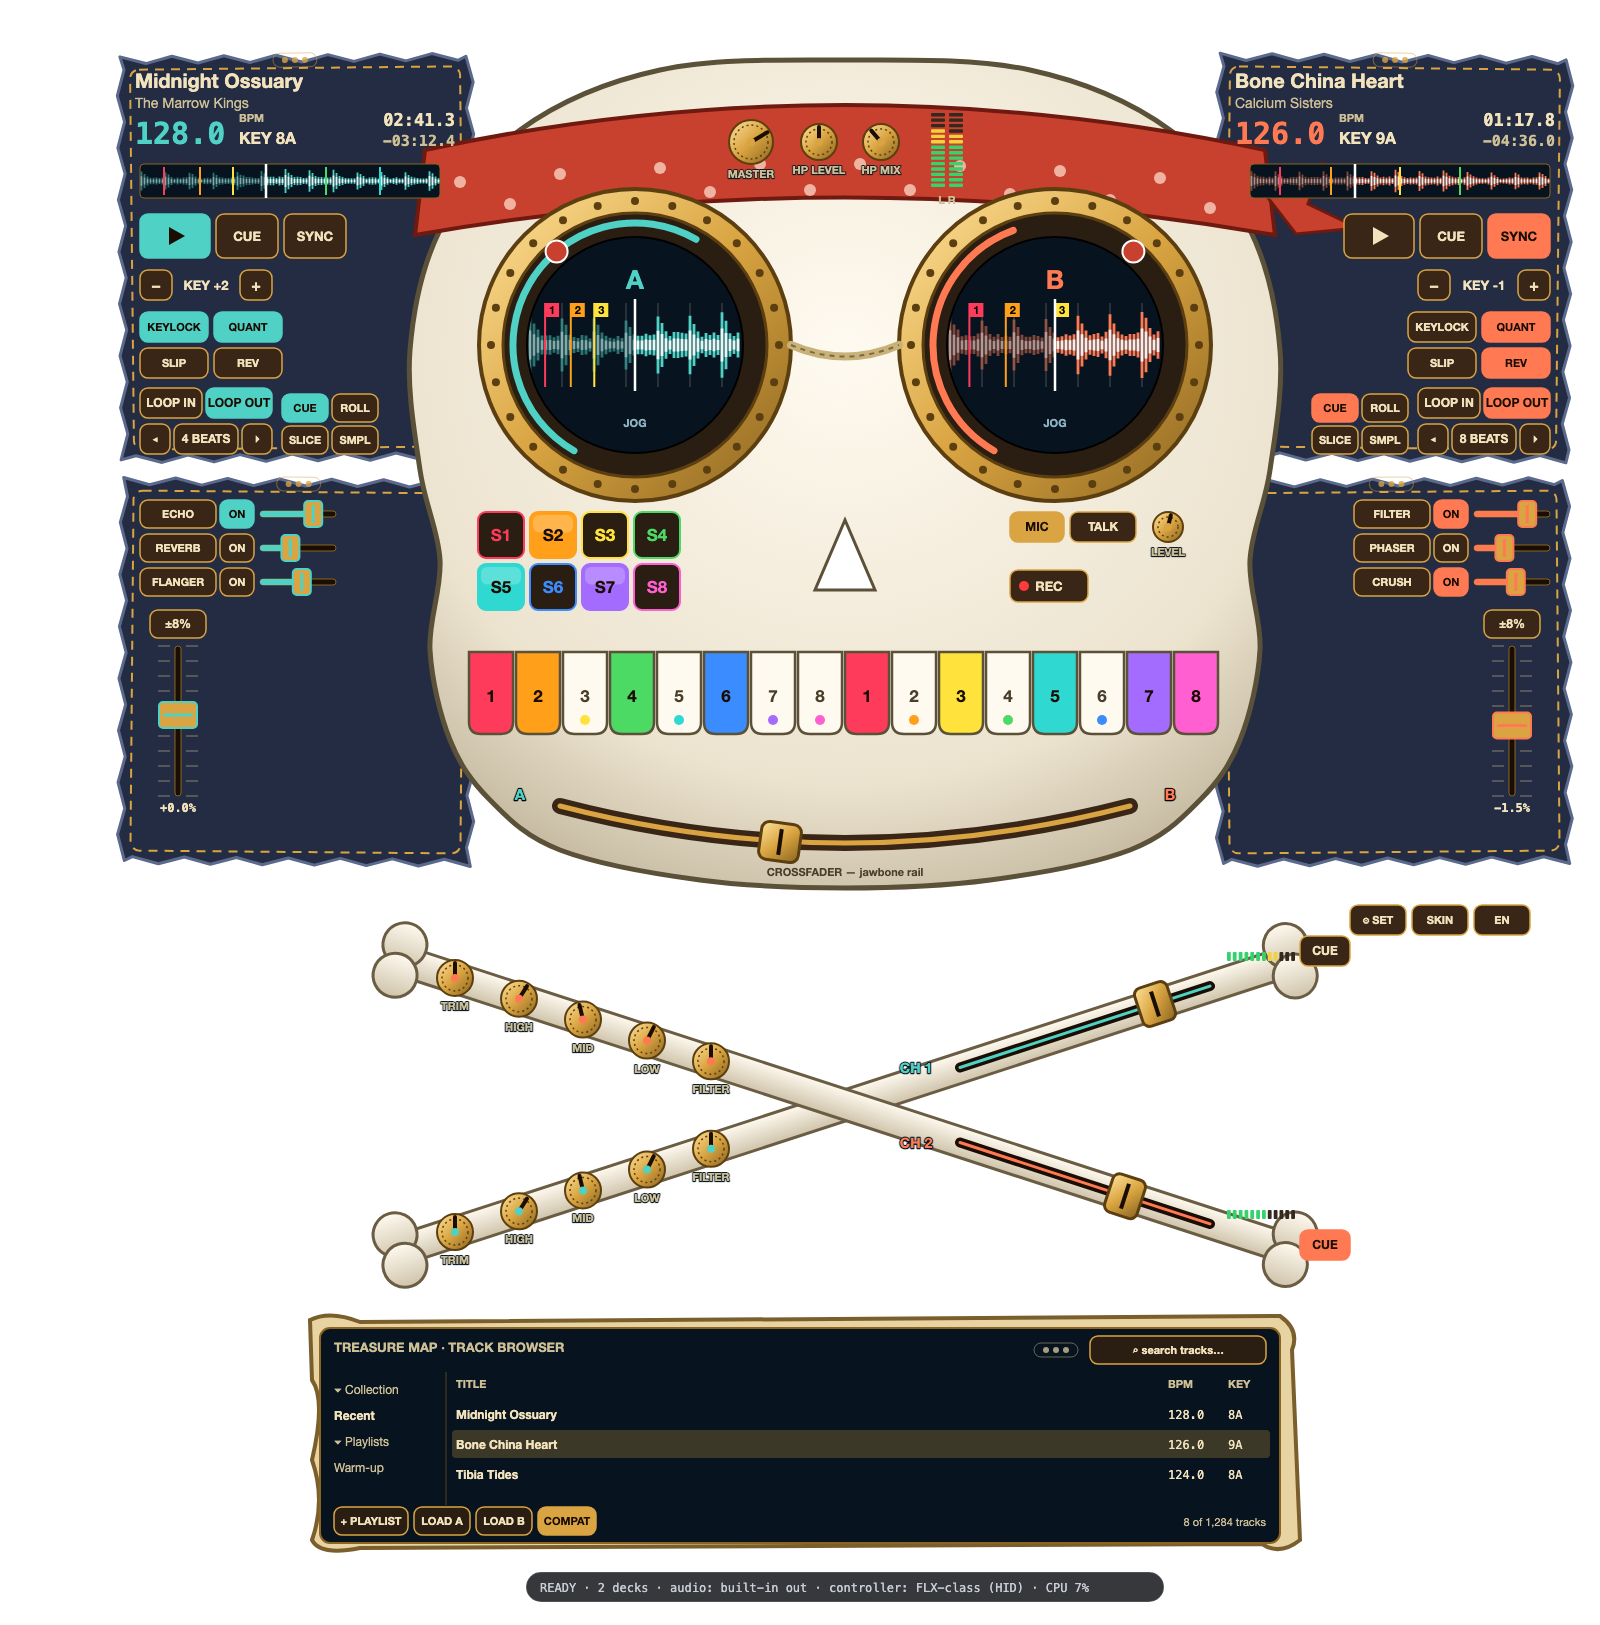 Midnight Ossuary
The Marrow Kings
128.0 BPM KEY 8A
02:41.3
−03:12.4
CUE SYNC
− KEY +2 +
KEYLOCK QUANT
SLIP REV
LOOP IN LOOP OUT CUE ROLL
4 BEATS SLICE SMPL
MASTER HP LEVEL HP MIX
L R
Bone China Heart
Calcium Sisters
126.0 BPM KEY 9A
01:17.8
−04:36.0
CUE SYNC
− KEY -1 +
KEYLOCK QUANT
SLIP REV
CUE ROLL LOOP IN LOOP OUT
SLICE SMPL 8 BEATS
A
1 2 3
JOG
B
1 2 3
JOG
ECHO ON
REVERB ON
FLANGER ON
±8%
+0.0%
S1 S2 S3 S4
S5 S6 S7 S8
MIC TALK
LEVEL
REC
FILTER ON
PHASER ON
CRUSH ON
±8%
−1.5%
1 2 3 4 5 6 7 8 1 2 3 4 5 6 7 8
A B
CROSSFADER — jawbone rail
⚙ SET SKIN EN
CUE
TRIM HIGH MID LOW FILTER
CH 1
CH 2
TRIM HIGH MID LOW FILTER
CUE
TREASURE MAP · TRACK BROWSER
⌕ search tracks...
▾ Collection
Recent
▾ Playlists
Warm-up
TITLE BPM KEY
Midnight Ossuary 128.0 8A
Bone China Heart 126.0 9A
Tibia Tides 124.0 8A
+ PLAYLIST LOAD A LOAD B COMPAT
8 of 1,284 tracks
READY · 2 decks · audio: built-in out · controller: FLX-class (HID) · CPU 7%